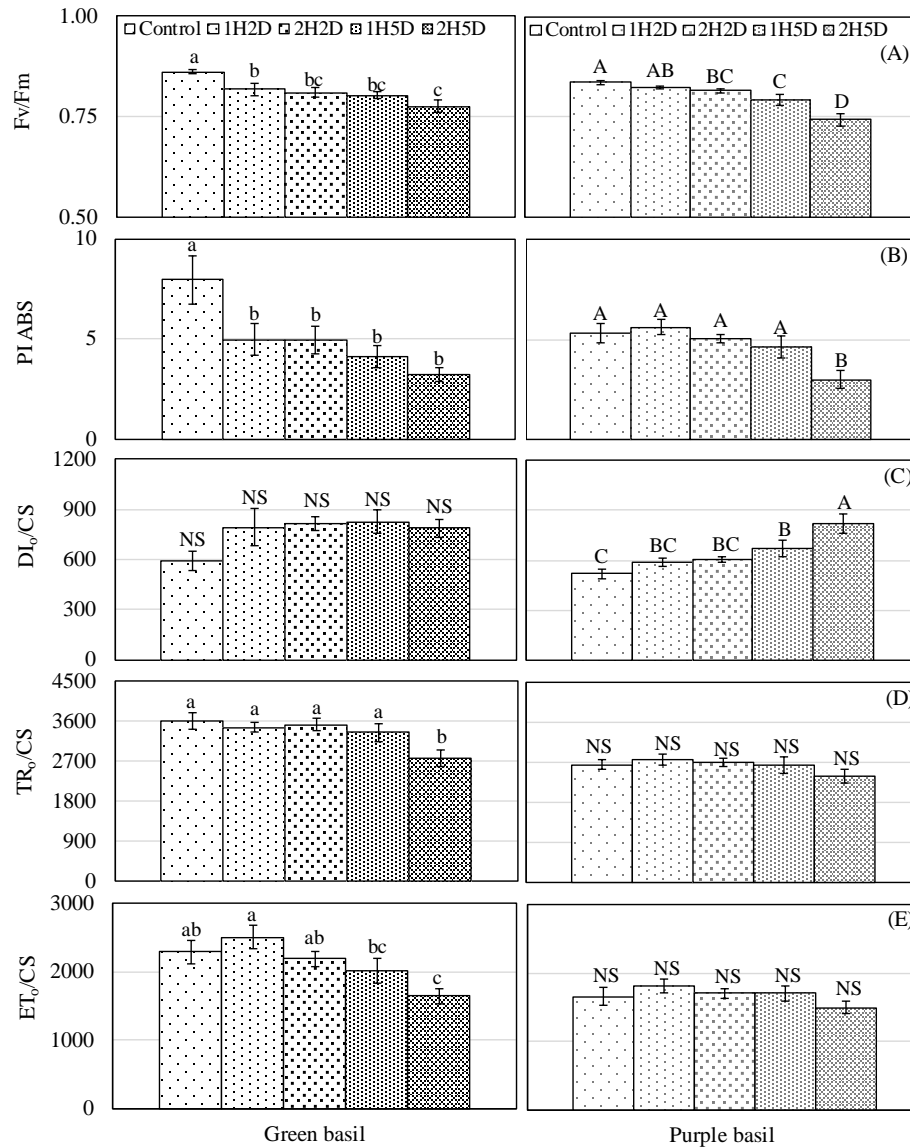 1.00
0.75
0.50
Fv/Fm
Control 1H2D 2H2D 1H5D 2H5D
a b bc bc c
Control 1H2D 2H2D 1H5D 2H5D
(A)
A AB BC C D
10
5
0
PI ABS
a b b b b
(B)
A A A A B
1200
900
600
300
0
DIₒ/CS
NS NS NS NS NS
(C)
C BC BC B A
4500
3600
2700
1800
900
0
TRₒ/CS
a a a a b
(D)
NS NS NS NS NS
3000
2000
1000
0
ETₒ/CS
ab a ab bc c
(E)
NS NS NS NS NS
Green basil
Purple basil